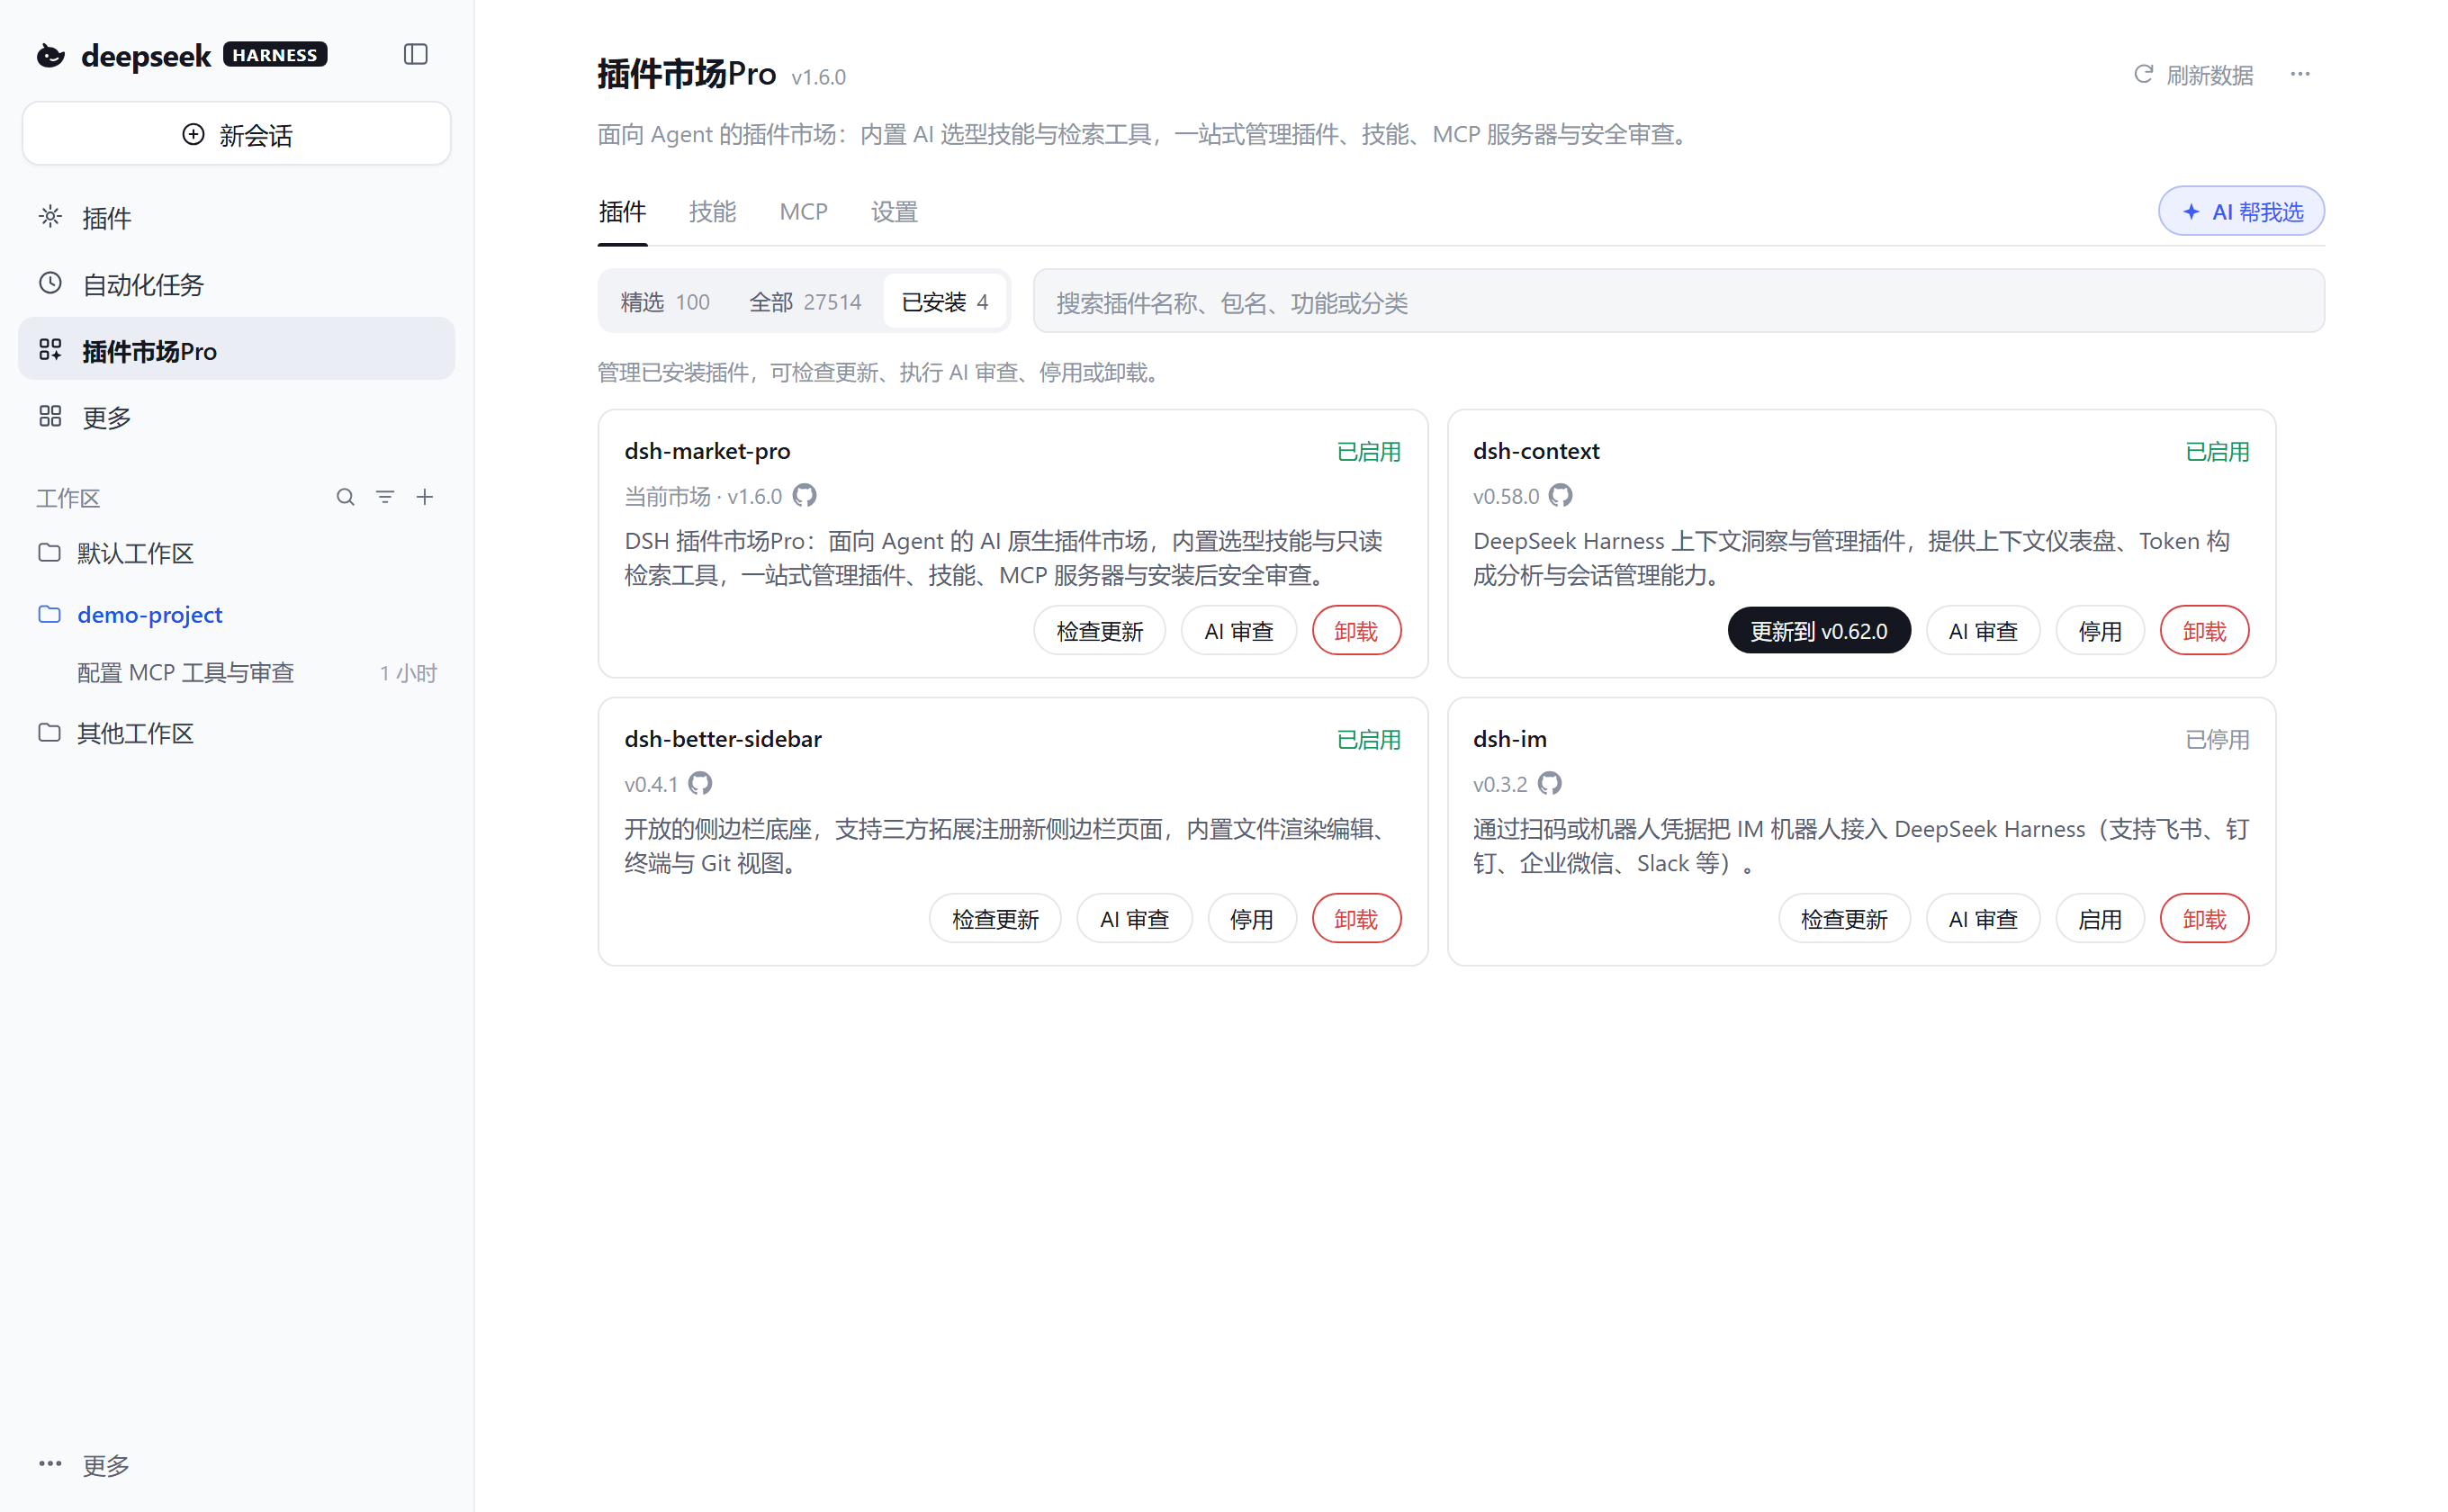 deepseek HARNESS
新会话
插件
自动化任务
插件市场Pro
更多
工作区
默认工作区
demo-project
配置 MCP 工具与审查 1 小时
其他工作区
更多
插件市场Pro v1.6.0
刷新数据
面向 Agent 的插件市场：内置 AI 选型技能与检索工具，一站式管理插件、技能、MCP 服务器与安全审查。
插件 技能 MCP 设置
AI 帮我选
精选 100 全部 27514 已安装 4
搜索插件名称、包名、功能或分类
管理已安装插件，可检查更新、执行 AI 审查、停用或卸载。
dsh-market-pro 已启用
当前市场 · v1.6.0
DSH 插件市场Pro：面向 Agent 的 AI 原生插件市场，内置选型技能与只读
检索工具，一站式管理插件、技能、MCP 服务器与安装后安全审查。
检查更新 AI 审查 卸载
dsh-context 已启用
v0.58.0
DeepSeek Harness 上下文洞察与管理插件，提供上下文仪表盘、Token 构
成分析与会话管理能力。
更新到 v0.62.0 AI 审查 停用 卸载
dsh-better-sidebar 已启用
v0.4.1
开放的侧边栏底座，支持三方拓展注册新侧边栏页面，内置文件渲染编辑、
终端与 Git 视图。
检查更新 AI 审查 停用 卸载
dsh-im 已停用
v0.3.2
通过扫码或机器人凭据把 IM 机器人接入 DeepSeek Harness（支持飞书、钉
钉、企业微信、Slack 等）。
检查更新 AI 审查 启用 卸载